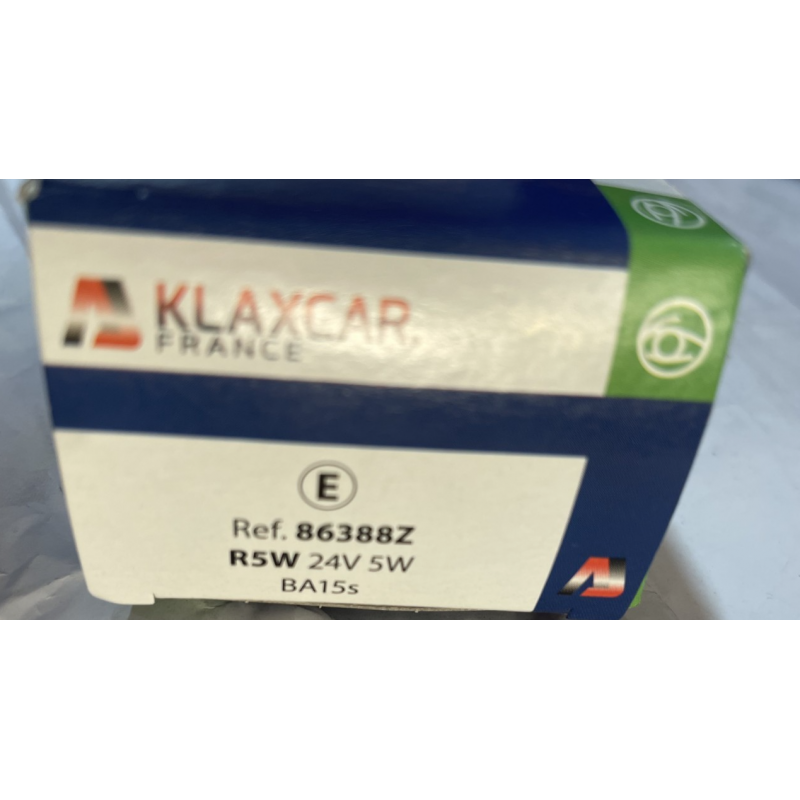 KLAXCAR
FRANCE
E
Ref. 86388Z
R5W 24V 5W
BA15s